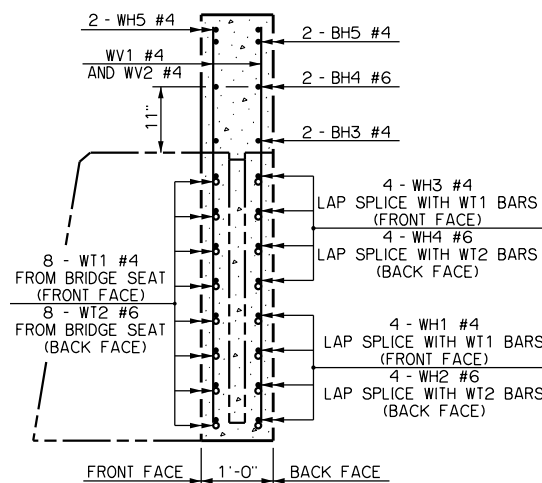 2 - WH5 #4
2 - BH5 #4
WV1 #4
AND WV2 #4
2 - BH4 #6
11"
2 - BH3 #4
4 - WH3 #4
LAP SPLICE WITH WT1 BARS
(FRONT FACE)
4 - WH4 #6
LAP SPLICE WITH WT2 BARS
(BACK FACE)
8 - WT1 #4
FROM BRIDGE SEAT
(FRONT FACE)
8 - WT2 #6
FROM BRIDGE SEAT
(BACK FACE)
4 - WH1 #4
LAP SPLICE WITH WT1 BARS
(FRONT FACE)
4 - WH2 #6
LAP SPLICE WITH WT2 BARS
(BACK FACE)
FRONT FACE 1'-0" BACK FACE